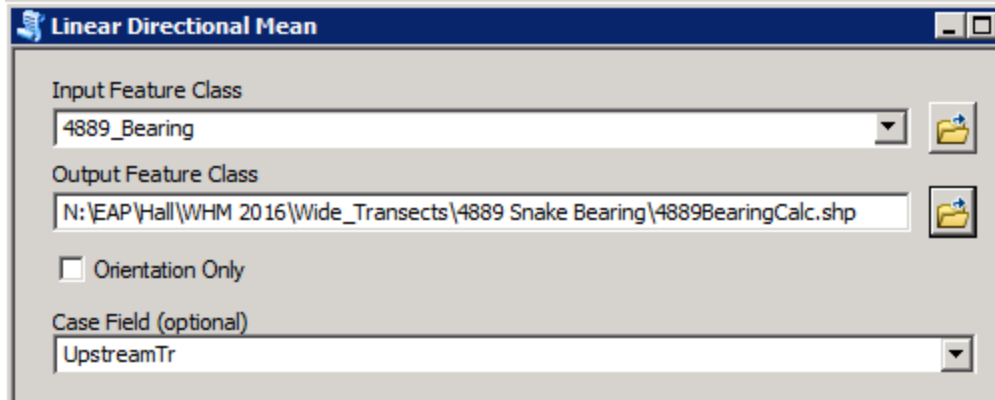 Linear Directional Mean
Input Feature Class
4889_Bearing
Output Feature Class
N:\EAP\Hall\WHM 2016\Wide_Transects\4889 Snake Bearing\4889BearingCalc.shp
Orientation Only
Case Field (optional)
UpstreamTr